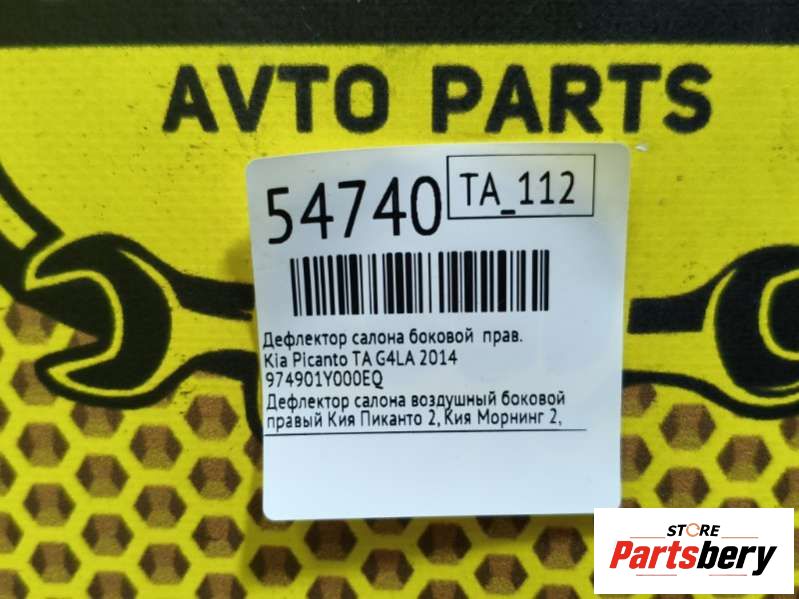 AVTO PARTS
54740
TA_112
Дефлектор салона боковой прав.
Kia Picanto TA G4LA 2014
974901Y000EQ
Дефлектор салона воздушный боковой
правый Кия Пиканто 2, Кия Морнинг 2,
STORE
Partsbery